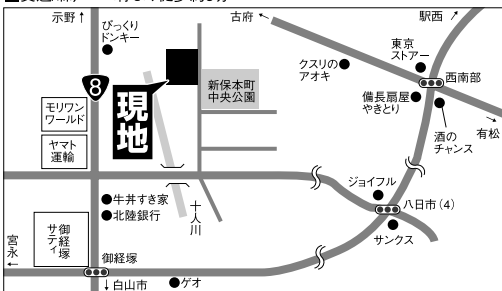 示野↑
びっくり
ドンキー
古府←
駅西↗
東京
ストアー
クスリの
アオキ
西南部
8
新保本町
中央公園
備長扇屋
やきとり
モリワン
ワールド
現地
酒の
チャンス
有松
→
ヤマト
運輸
ジョイフル
牛丼すき家
北陸銀行
十人川
八日市(4)
サンクス
御経塚
サティ
宮永
←
御経塚
↓白山市
ゲオ